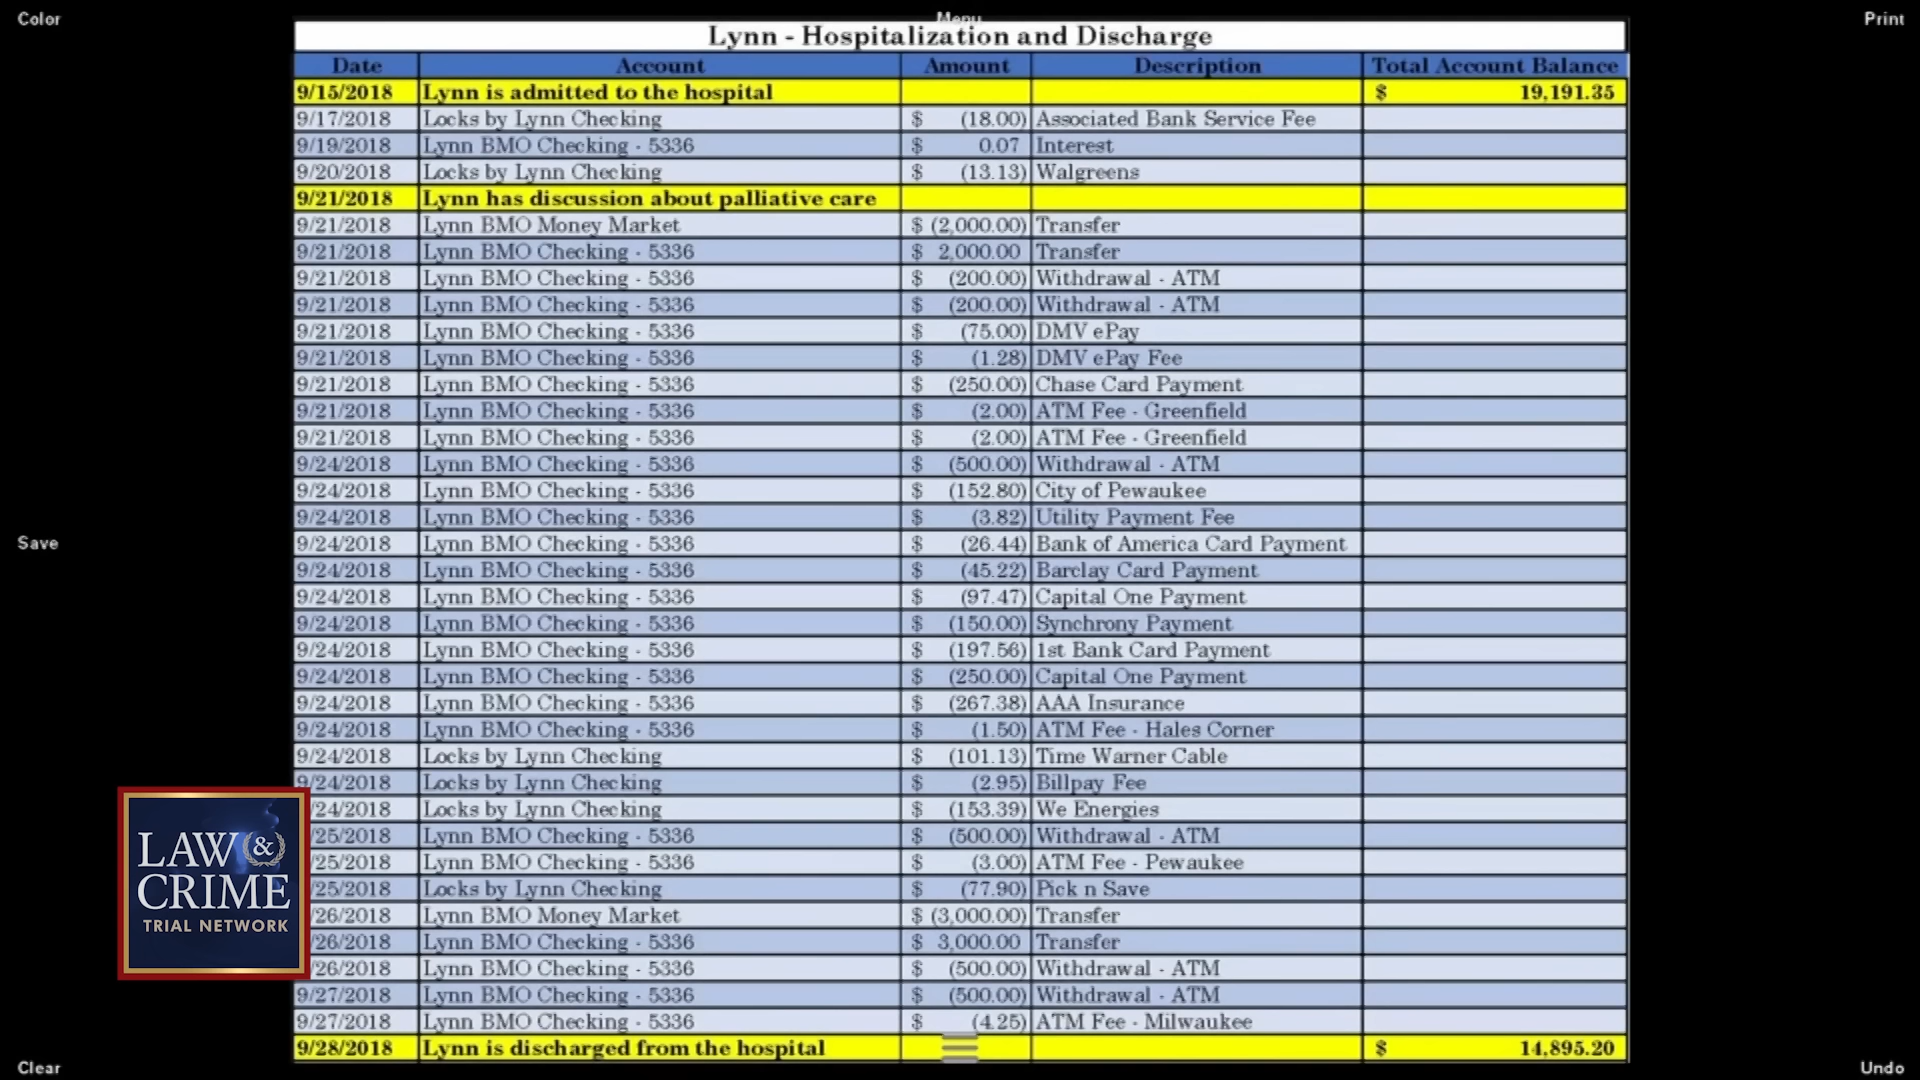 Color Menu Print
Lynn - Hospitalization and Discharge
Date Account Amount Description Total Account Balance
9/15/2018 Lynn is admitted to the hospital $ 19,191.35
9/17/2018 Locks by Lynn Checking $ (18.00) Associated Bank Service Fee
9/19/2018 Lynn BMO Checking - 5336 $ 0.07 Interest
9/20/2018 Locks by Lynn Checking $ (13.13) Walgreens
9/21/2018 Lynn has discussion about palliative care
9/21/2018 Lynn BMO Money Market $ (2,000.00) Transfer
9/21/2018 Lynn BMO Checking - 5336 $ 2,000.00 Transfer
9/21/2018 Lynn BMO Checking - 5336 $ (200.00) Withdrawal - ATM
9/21/2018 Lynn BMO Checking - 5336 $ (200.00) Withdrawal - ATM
9/21/2018 Lynn BMO Checking - 5336 $ (75.00) DMV ePay
9/21/2018 Lynn BMO Checking - 5336 $ (1.28) DMV ePay Fee
9/21/2018 Lynn BMO Checking - 5336 $ (250.00) Chase Card Payment
9/21/2018 Lynn BMO Checking - 5336 $ (2.00) ATM Fee - Greenfield
9/21/2018 Lynn BMO Checking - 5336 $ (2.00) ATM Fee - Greenfield
9/24/2018 Lynn BMO Checking - 5336 $ (500.00) Withdrawal - ATM
9/24/2018 Lynn BMO Checking - 5336 $ (152.80) City of Pewaukee
9/24/2018 Lynn BMO Checking - 5336 $ (3.82) Utility Payment Fee
Save 9/24/2018 Lynn BMO Checking - 5336 $ (26.44) Bank of America Card Payment
9/24/2018 Lynn BMO Checking - 5336 $ (45.22) Barclay Card Payment
9/24/2018 Lynn BMO Checking - 5336 $ (97.47) Capital One Payment
9/24/2018 Lynn BMO Checking - 5336 $ (150.00) Synchrony Payment
9/24/2018 Lynn BMO Checking - 5336 $ (197.56) 1st Bank Card Payment
9/24/2018 Lynn BMO Checking - 5336 $ (250.00) Capital One Payment
9/24/2018 Lynn BMO Checking - 5336 $ (267.38) AAA Insurance
9/24/2018 Lynn BMO Checking - 5336 $ (1.50) ATM Fee - Hales Corner
9/24/2018 Locks by Lynn Checking $ (101.13) Time Warner Cable
9/24/2018 Locks by Lynn Checking $ (2.95) Billpay Fee
/24/2018 Locks by Lynn Checking $ (153.39) We Energies
/25/2018 Lynn BMO Checking - 5336 $ (500.00) Withdrawal - ATM
/25/2018 Lynn BMO Checking - 5336 $ (3.00) ATM Fee - Pewaukee
/25/2018 Locks by Lynn Checking $ (77.90) Pick n Save
/26/2018 Lynn BMO Money Market $ (3,000.00) Transfer
/26/2018 Lynn BMO Checking - 5336 $ 3,000.00 Transfer
/26/2018 Lynn BMO Checking - 5336 $ (500.00) Withdrawal - ATM
9/27/2018 Lynn BMO Checking - 5336 $ (500.00) Withdrawal - ATM
9/27/2018 Lynn BMO Checking - 5336 $ (4.25) ATM Fee - Milwaukee
9/28/2018 Lynn is discharged from the hospital $ 14,895.20
LAW &
CRIME
TRIAL NETWORK
Clear Undo